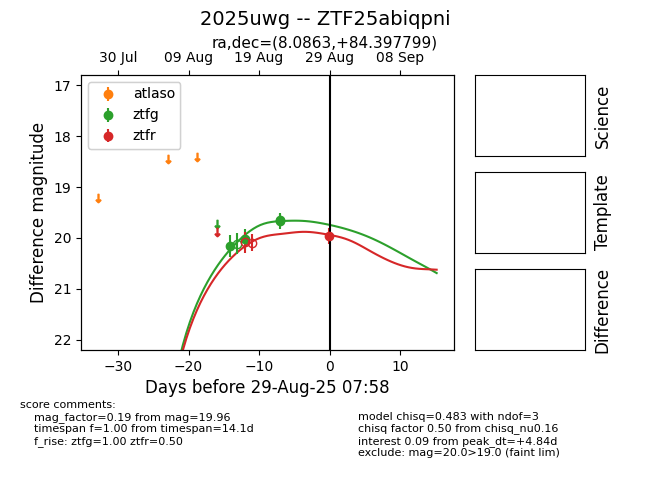 2025uwg -- ZTF25abiqpni
ra,dec=(8.0863,+84.397799)
30 Jul 09 Aug 19 Aug 29 Aug 08 Sep
17
18
19
20
21
22
Difference magnitude
atlaso
ztfg
ztfr
−30 −20 −10 0 10
Days before 29-Aug-25 07:58
Science
Template
Difference
score comments:
mag_factor=0.19 from mag=19.96
timespan f=1.00 from timespan=14.1d
f_rise: ztfg=1.00 ztfr=0.50
model chisq=0.483 with ndof=3
chisq factor 0.50 from chisq_nu0.16
interest 0.09 from peak_dt=+4.84d
exclude: mag=20.0>19.0 (faint lim)